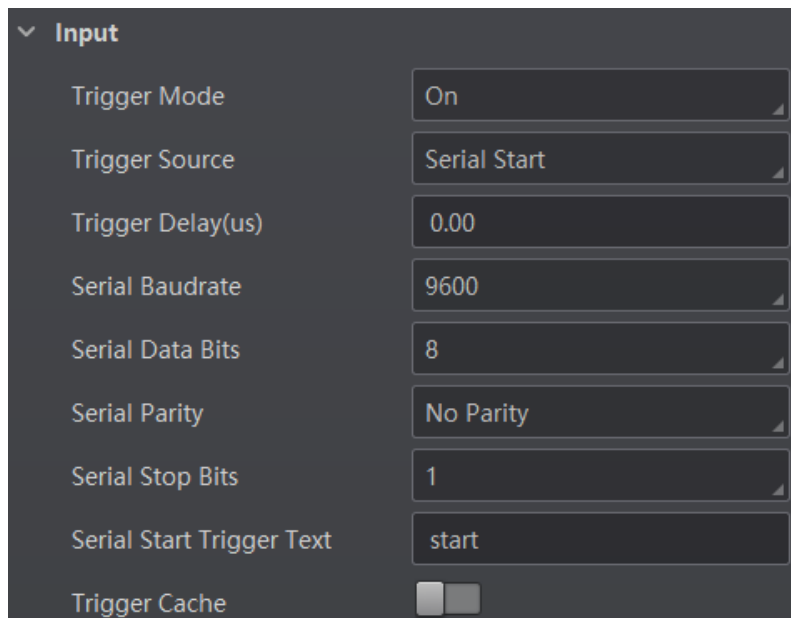 Input
Trigger Mode On
Trigger Source Serial Start
Trigger Delay(us) 0.00
Serial Baudrate 9600
Serial Data Bits 8
Serial Parity No Parity
Serial Stop Bits 1
Serial Start Trigger Text start
Trigger Cache